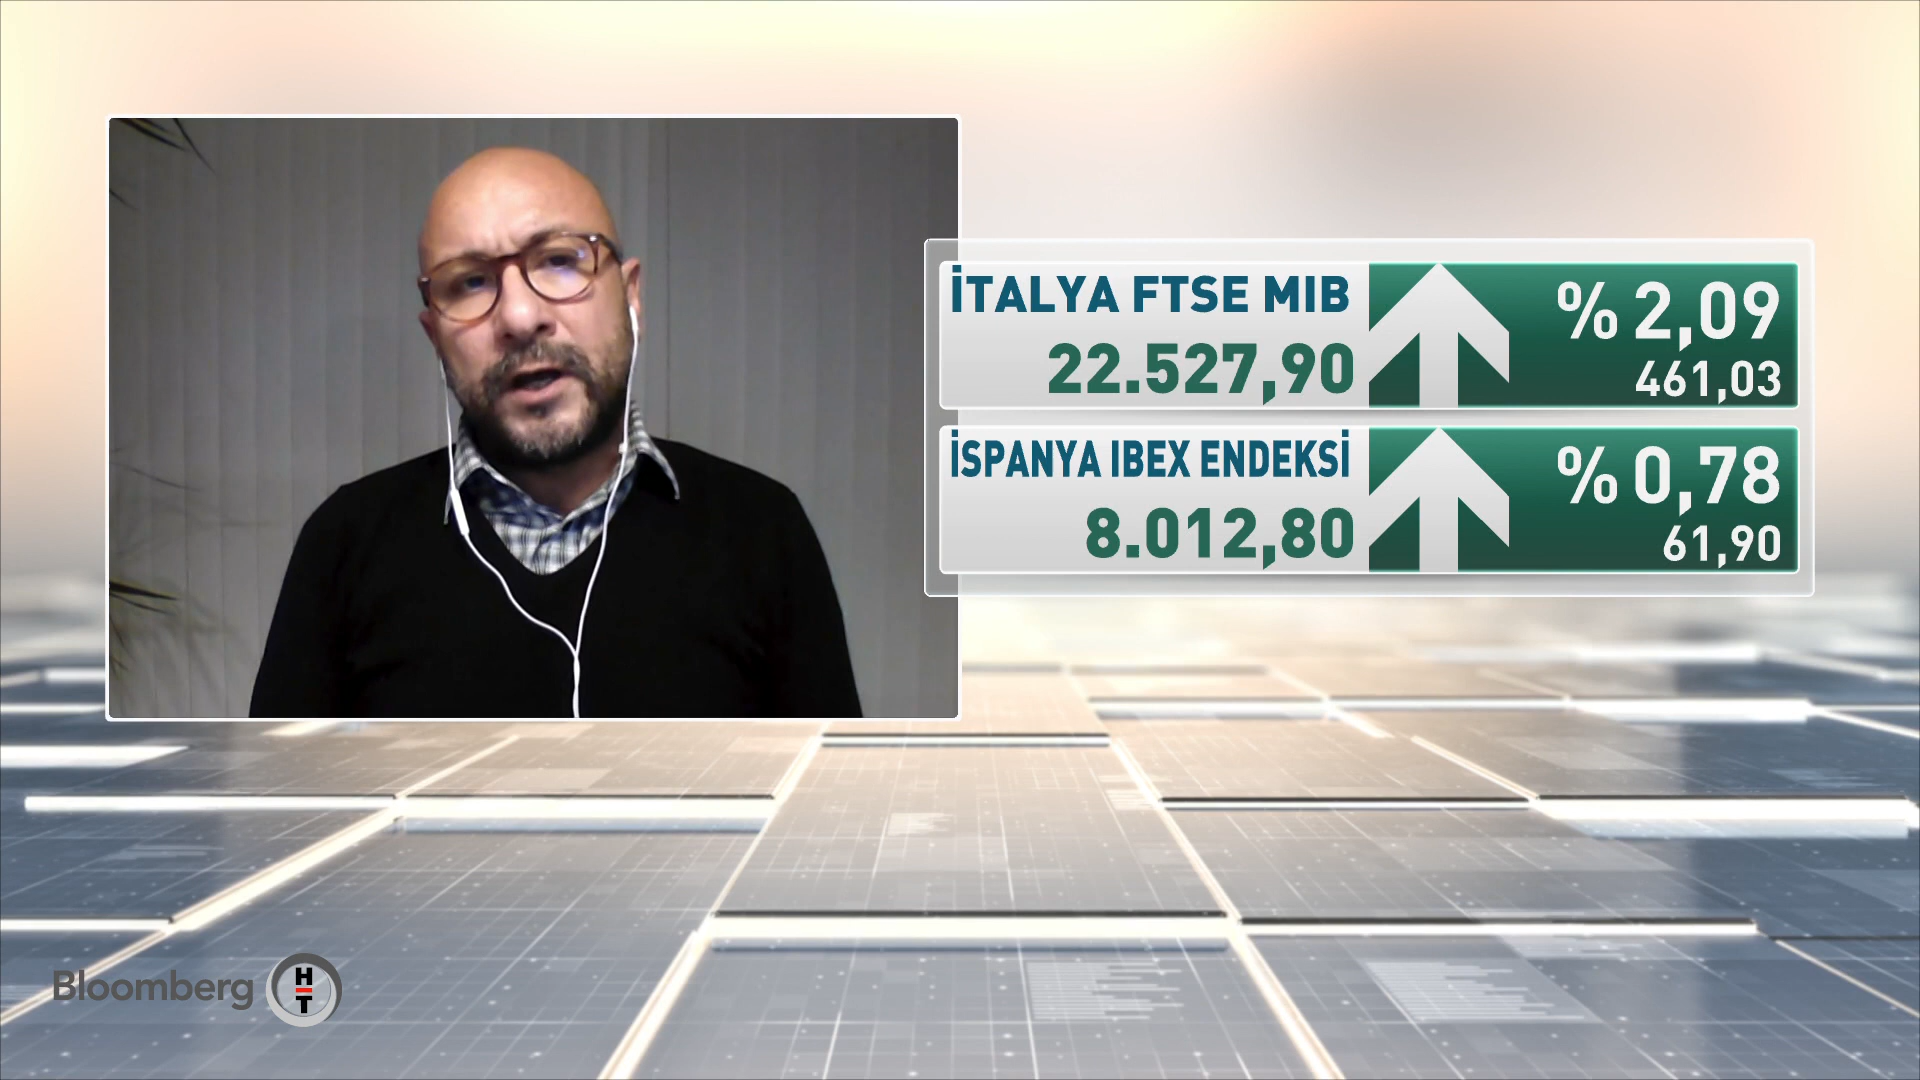 İTALYA FTSE MIB
22.527,90
% 2,09
461,03
İSPANYA IBEX ENDEKSİ
8.012,80
% 0,78
61,90
Bloomberg HT